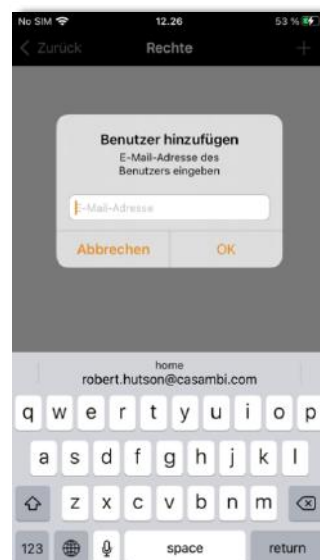 No SIM 12.26 53 %
Zurück Rechte +
Benutzer hinzufügen
E-Mail-Adresse des
Benutzers eingeben
E-Mail-Adresse
Abbrechen OK
home
robert.hutson@casambi.com
q w e r t y u i o p
a s d f g h j k l
z x c v b n m
123 space return